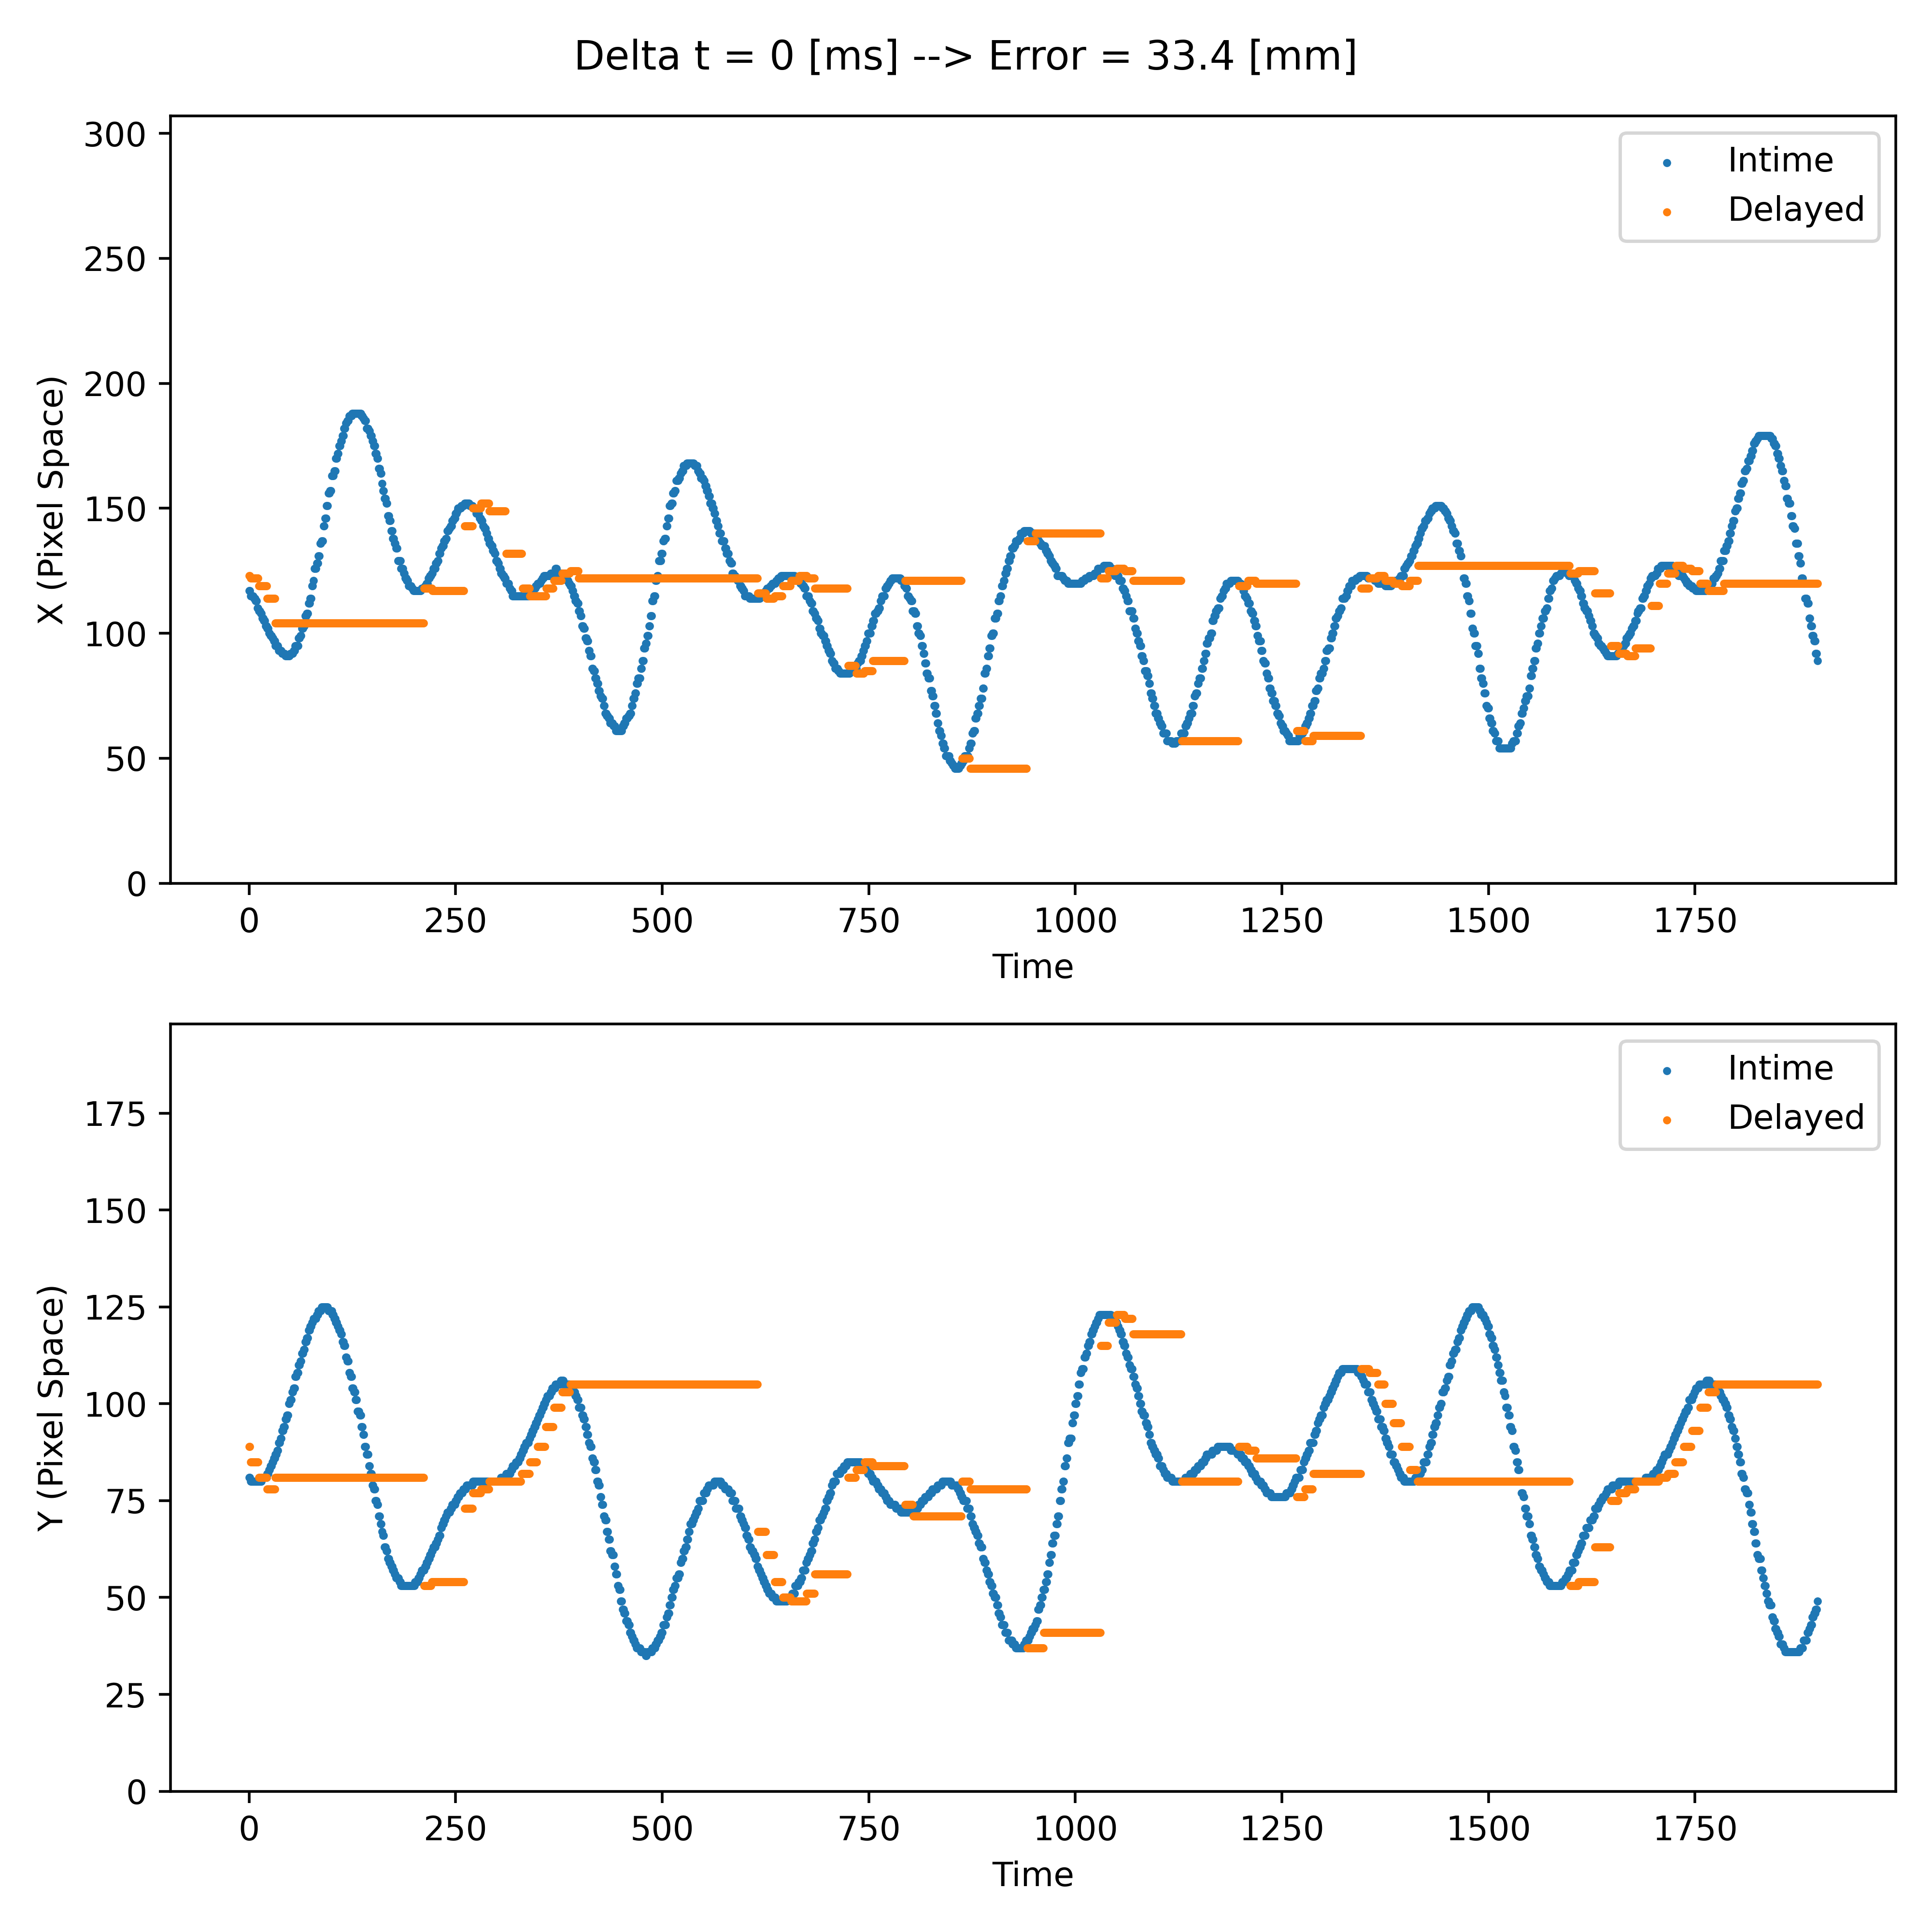 Delta t = 0 [ms] --> Error = 33.4 [mm]
300
250
200
150
100
50
0
X (Pixel Space)
Intime
Delayed
0 250 500 750 1000 1250 1500 1750
Time
175
150
125
100
75
50
25
0
Y (Pixel Space)
Intime
Delayed
0 250 500 750 1000 1250 1500 1750
Time